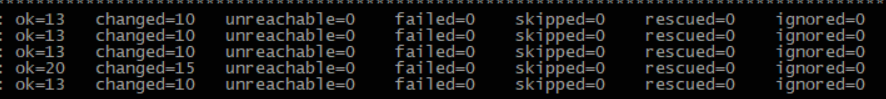 ****************************************************************************************
: ok=13 changed=10 unreachable=0 failed=0 skipped=0 rescued=0 ignored=0
: ok=13 changed=10 unreachable=0 failed=0 skipped=0 rescued=0 ignored=0
: ok=13 changed=10 unreachable=0 failed=0 skipped=0 rescued=0 ignored=0
: ok=20 changed=15 unreachable=0 failed=0 skipped=0 rescued=0 ignored=0
: ok=13 changed=10 unreachable=0 failed=0 skipped=0 rescued=0 ignored=0